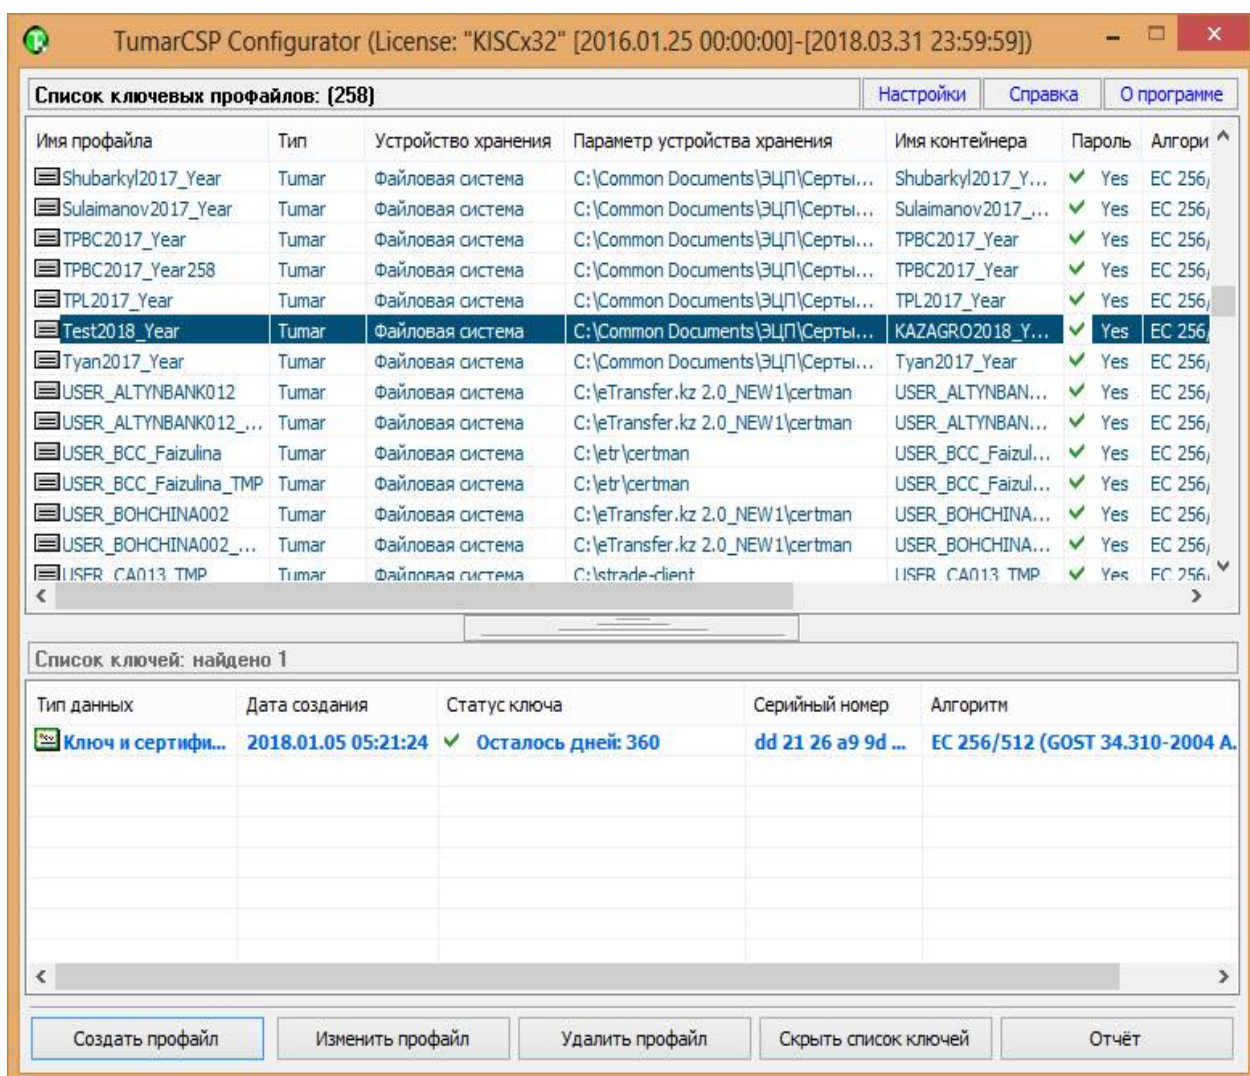 TumarCSP Configurator (License: "KISCx32" [2016.01.25 00:00:00]-[2018.03.31 23:59:59])
Список ключевых профайлов: (258) Настройки Справка О программе
Имя профайла Тип Устройство хранения Параметр устройства хранения Имя контейнера Пароль Алгори
Shubarkyl2017_Year Tumar Файловая система C:\Common Documents\ЭЦП\Серты... Shubarkyl2017_Y... Yes EC 256/
Sulaimanov2017_Year Tumar Файловая система C:\Common Documents\ЭЦП\Серты... Sulaimanov2017_... Yes EC 256/
TPBC2017_Year Tumar Файловая система C:\Common Documents\ЭЦП\Серты... TPBC2017_Year Yes EC 256/
TPBC2017_Year258 Tumar Файловая система C:\Common Documents\ЭЦП\Серты... TPBC2017_Year Yes EC 256/
TPL2017_Year Tumar Файловая система C:\Common Documents\ЭЦП\Серты... TPL2017_Year Yes EC 256/
Test2018_Year Tumar Файловая система C:\Common Documents\ЭЦП\Серты... KAZAGRO2018_Y... Yes EC 256/
Tyan2017_Year Tumar Файловая система C:\Common Documents\ЭЦП\Серты... Tyan2017_Year Yes EC 256/
USER_ALTYNBANK012 Tumar Файловая система C:\eTransfer.kz 2.0_NEW1\certman USER_ALTYNBAN... Yes EC 256/
USER_ALTYNBANK012_... Tumar Файловая система C:\eTransfer.kz 2.0_NEW1\certman USER_ALTYNBAN... Yes EC 256/
USER_BCC_Faizulina Tumar Файловая система C:\etr\certman USER_BCC_Faizul... Yes EC 256/
USER_BCC_Faizulina_TMP Tumar Файловая система C:\etr\certman USER_BCC_Faizul... Yes EC 256/
USER_BOHCHINA002 Tumar Файловая система C:\eTransfer.kz 2.0_NEW1\certman USER_BOHCHINA... Yes EC 256/
USER_BOHCHINA002_... Tumar Файловая система C:\eTransfer.kz 2.0_NEW1\certman USER_BOHCHINA... Yes EC 256/
USER_CA013_TMP Tumar Файловая система C:\strade-client USER_CA013_TMP Yes EC 256/
Список ключей: найдено 1
Тип данных Дата создания Статус ключа Серийный номер Алгоритм
Ключ и сертифи... 2018.01.05 05:21:24 Осталось дней: 360 dd 21 26 a9 9d ... EC 256/512 (GOST 34.310-2004 A.
Создать профайл Изменить профайл Удалить профайл Скрыть список ключей Отчёт